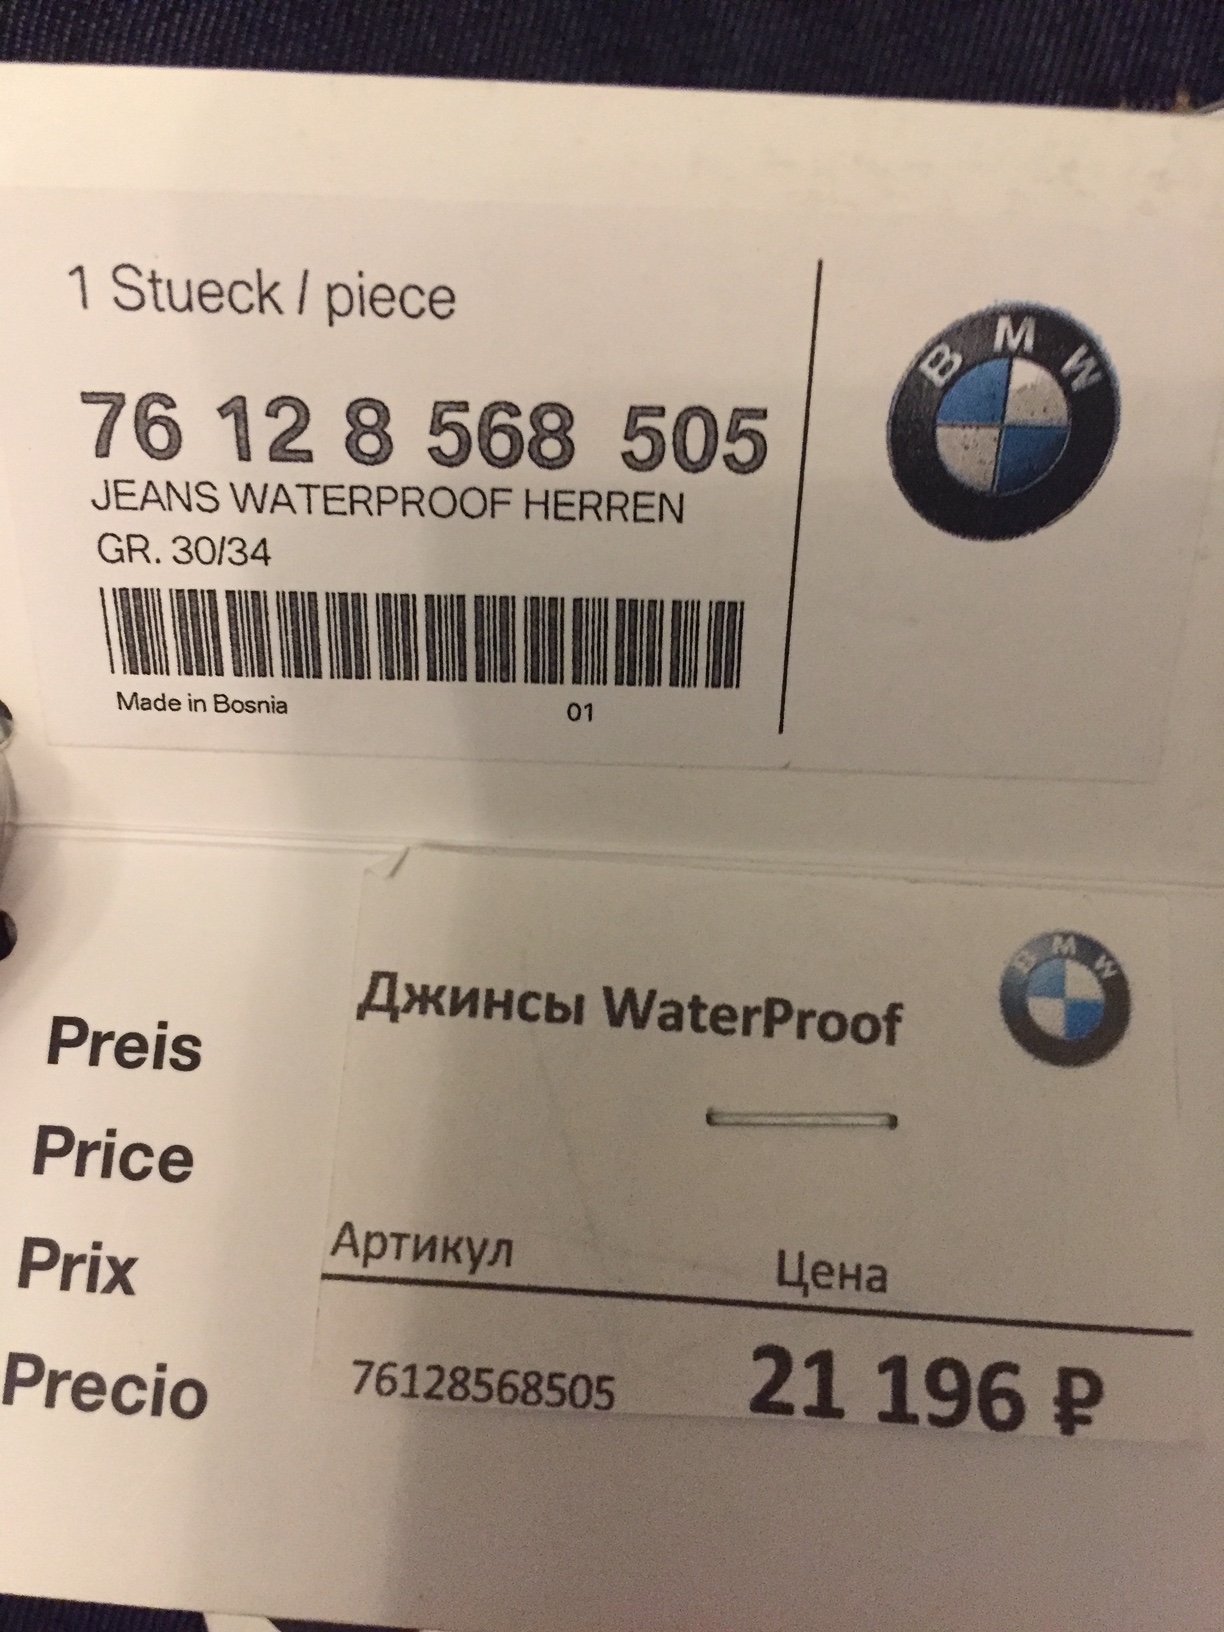 1 Stueck / piece
76 12 8 568 505
JEANS WATERPROOF HERREN
GR. 30/34
Made in Bosnia 01
BMW
Джинсы WaterProof
BMW
Preis
Price
Prix
Precio
Артикул Цена
76128568505 21 196 ₽